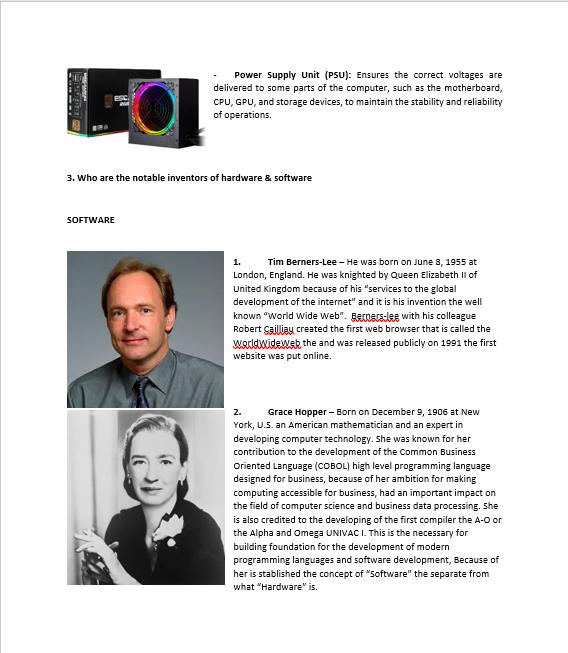 - Power Supply Unit (PSU): Ensures the correct voltages are
delivered to some parts of the computer, such as the motherboard,
CPU, GPU, and storage devices, to maintain the stability and reliability
of operations.
3. Who are the notable inventors of hardware & software
SOFTWARE
1. Tim Berners-Lee – He was born on June 8, 1955 at
London, England. He was knighted by Queen Elizabeth II of
United Kingdom because of his “services to the global
development of the internet” and it is his invention the well
known “World Wide Web”. Berners-lee with his colleague
Robert Cailliau created the first web browser that is called the
WorldWideWeb the and was released publicly on 1991 the first
website was put online.
2. Grace Hopper – Born on December 9, 1906 at New
York, U.S. an American mathematician and an expert in
developing computer technology. She was known for her
contribution to the development of the Common Business
Oriented Language (COBOL) high level programming language
designed for business, because of her ambition for making
computing accessible for business, had an important impact on
the field of computer science and business data processing. She
is also credited to the developing of the first compiler the A-O or
the Alpha and Omega UNIVAC I. This is the necessary for
building foundation for the development of modern
programming languages and software development, Because of
her is stablished the concept of “Software” the separate from
what “Hardware” is.